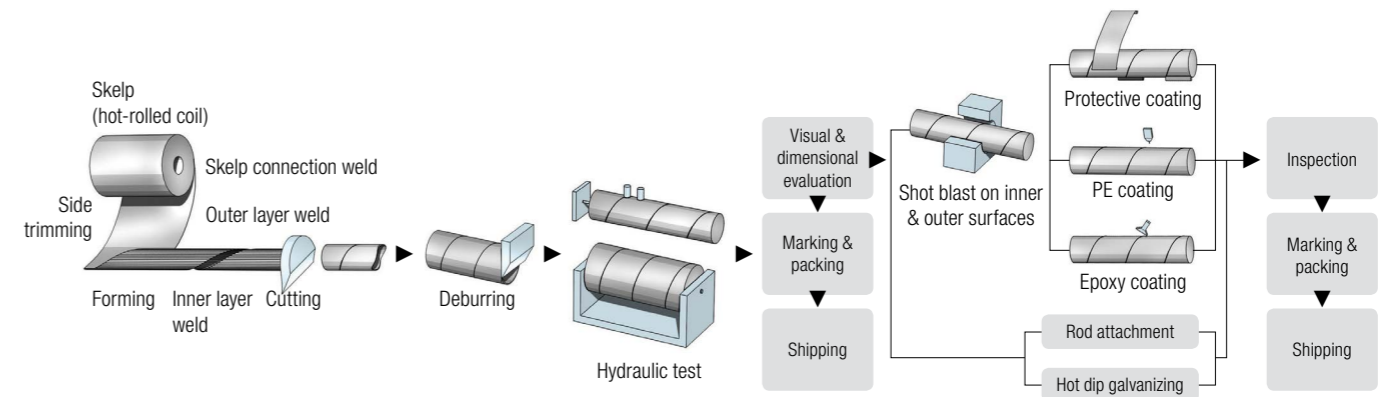 Skelp
(hot-rolled coil)
Skelp connection weld
Side
trimming
Outer layer weld
Forming
Inner layer
weld
Cutting
Deburring
Hydraulic test
Visual &
dimensional
evaluation
Marking &
packing
Shipping
Shot blast on inner
& outer surfaces
Protective coating
PE coating
Epoxy coating
Rod attachment
Hot dip galvanizing
Inspection
Marking &
packing
Shipping